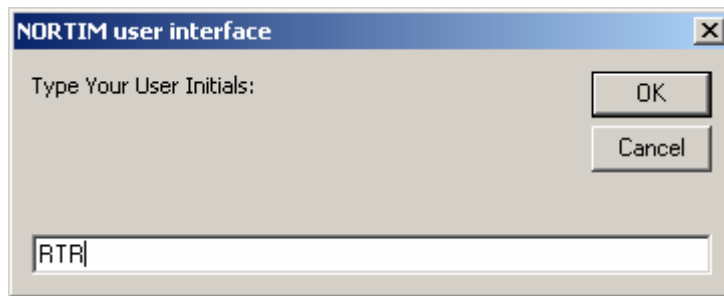 NORTIM user interface
Type Your User Initials:
OK
Cancel
RTR